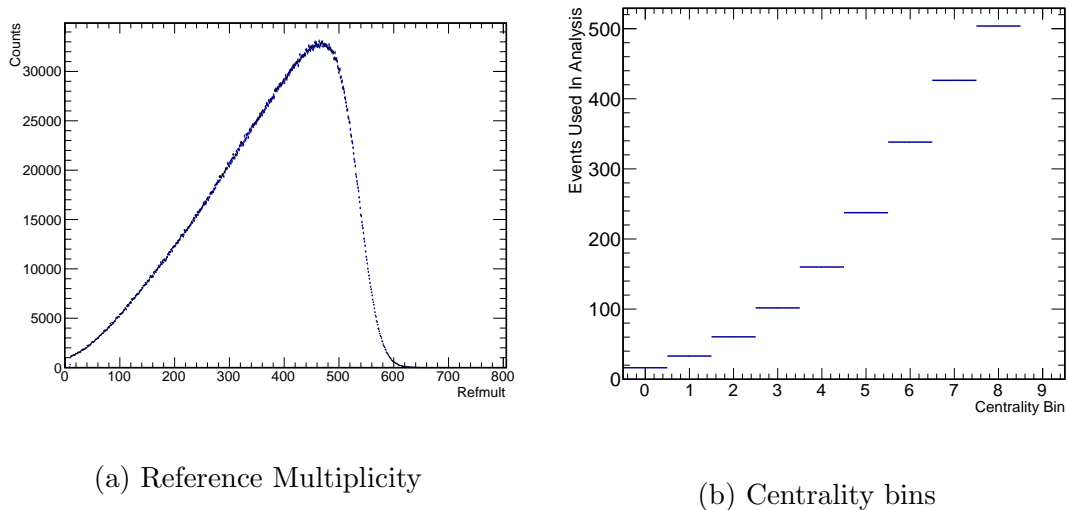 Counts
30000
25000
20000
15000
10000
5000
0
0 100 200 300 400 500 600 700 800
Refmult
(a) Reference Multiplicity
Events Used In Analysis
500
400
300
200
100
0
0 1 2 3 4 5 6 7 8 9
Centrality Bin
(b) Centrality bins